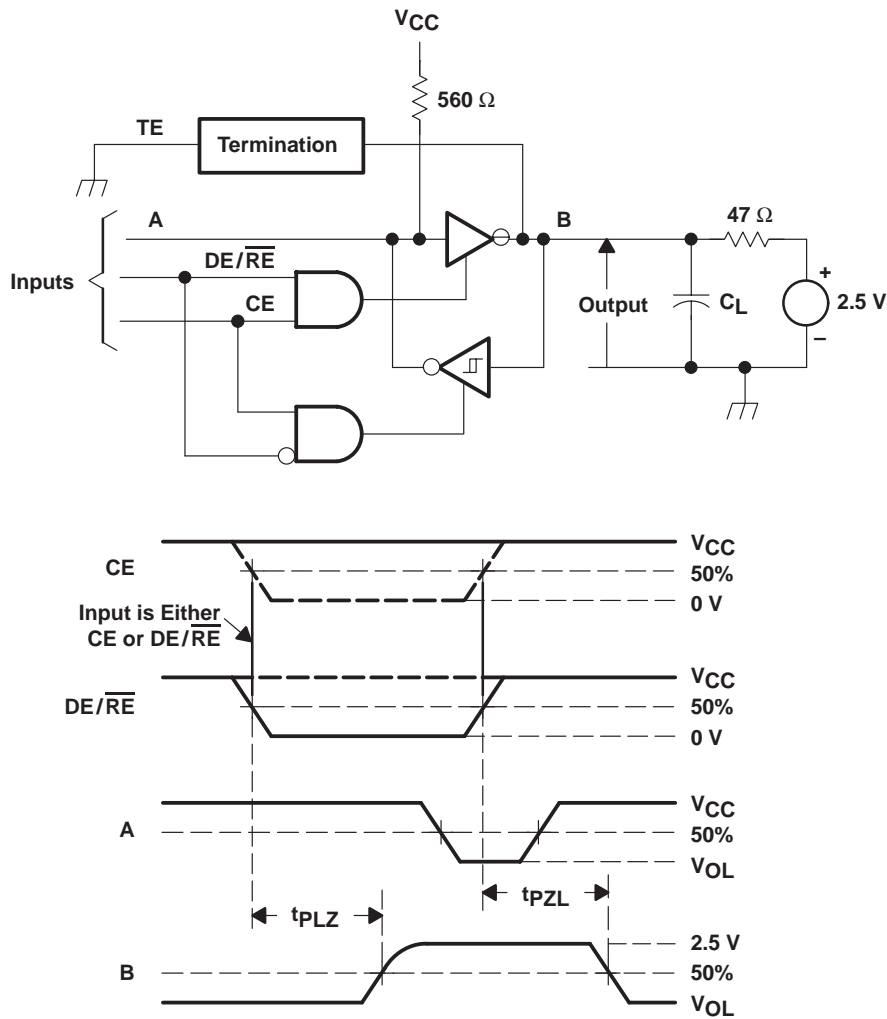 VCC
560 Ω
TE
Termination
A
B
47 Ω
DE/RE
Inputs
CE
Output
CL
+
2.5 V
–
CE
VCC
50%
0 V
Input is Either
CE or DE/RE
DE/RE
VCC
50%
0 V
A
VCC
50%
VOL
tPLZ
tPZL
B
2.5 V
50%
VOL